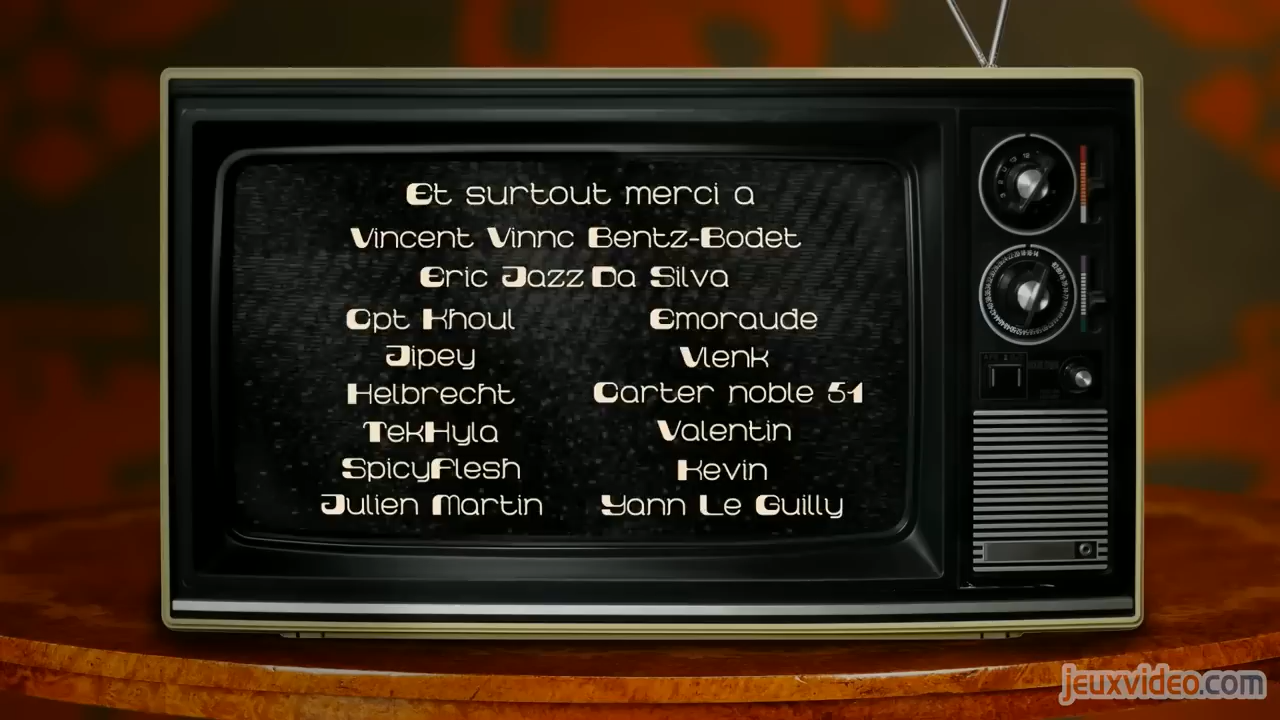 Et surtout merci a
Vincent Vinnc Bentz-Bodet
Eric Jazz Da Silva
Cpt Khoul Emoraude
Jipey Vlenk
Helbrecht Carter noble 51
TekHyla Valentin
SpicyFlesh Kevin
Julien Martin Yann Le Guilly
jeuxvideo.com